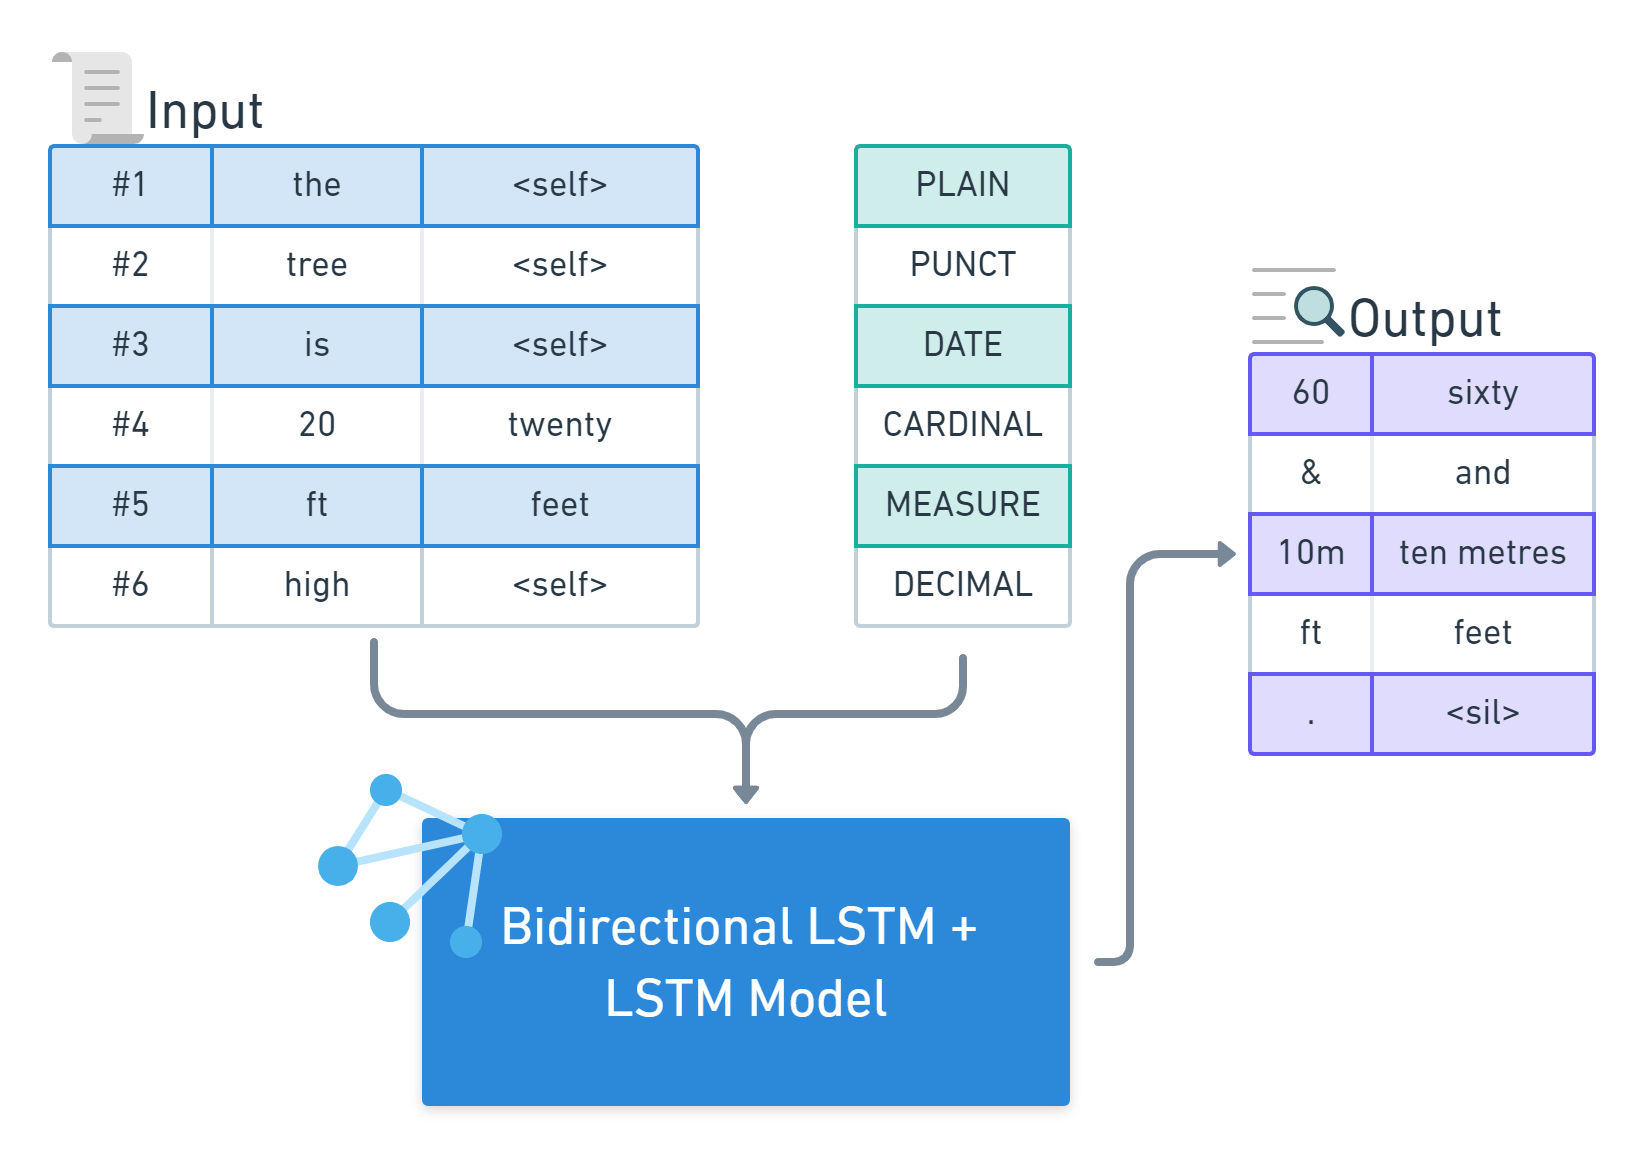 Input
#1 the <self>
#2 tree <self>
#3 is <self>
#4 20 twenty
#5 ft feet
#6 high <self>
PLAIN
PUNCT
DATE
CARDINAL
MEASURE
DECIMAL
Output
60 sixty
& and
10m ten metres
ft feet
. <sil>
Bidirectional LSTM +
LSTM Model